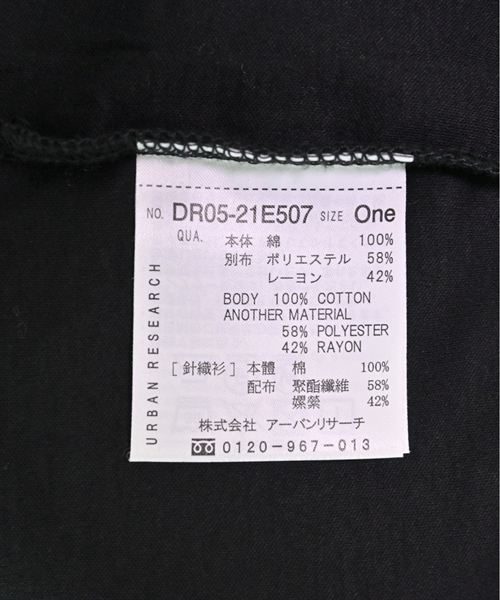 NO. DR05-21E507 SIZE One
QUA. 本体 綿 100%
別布 ポリエステル 58%
レーヨン 42%
BODY 100% COTTON
ANOTHER MATERIAL
58% POLYESTER
42% RAYON
[針織衫] 本體 棉 100%
配布 聚酯纖維 58%
嫘縈 42%
株式会社 アーバンリサーチ
0120-967-013
URBAN RESEARCH